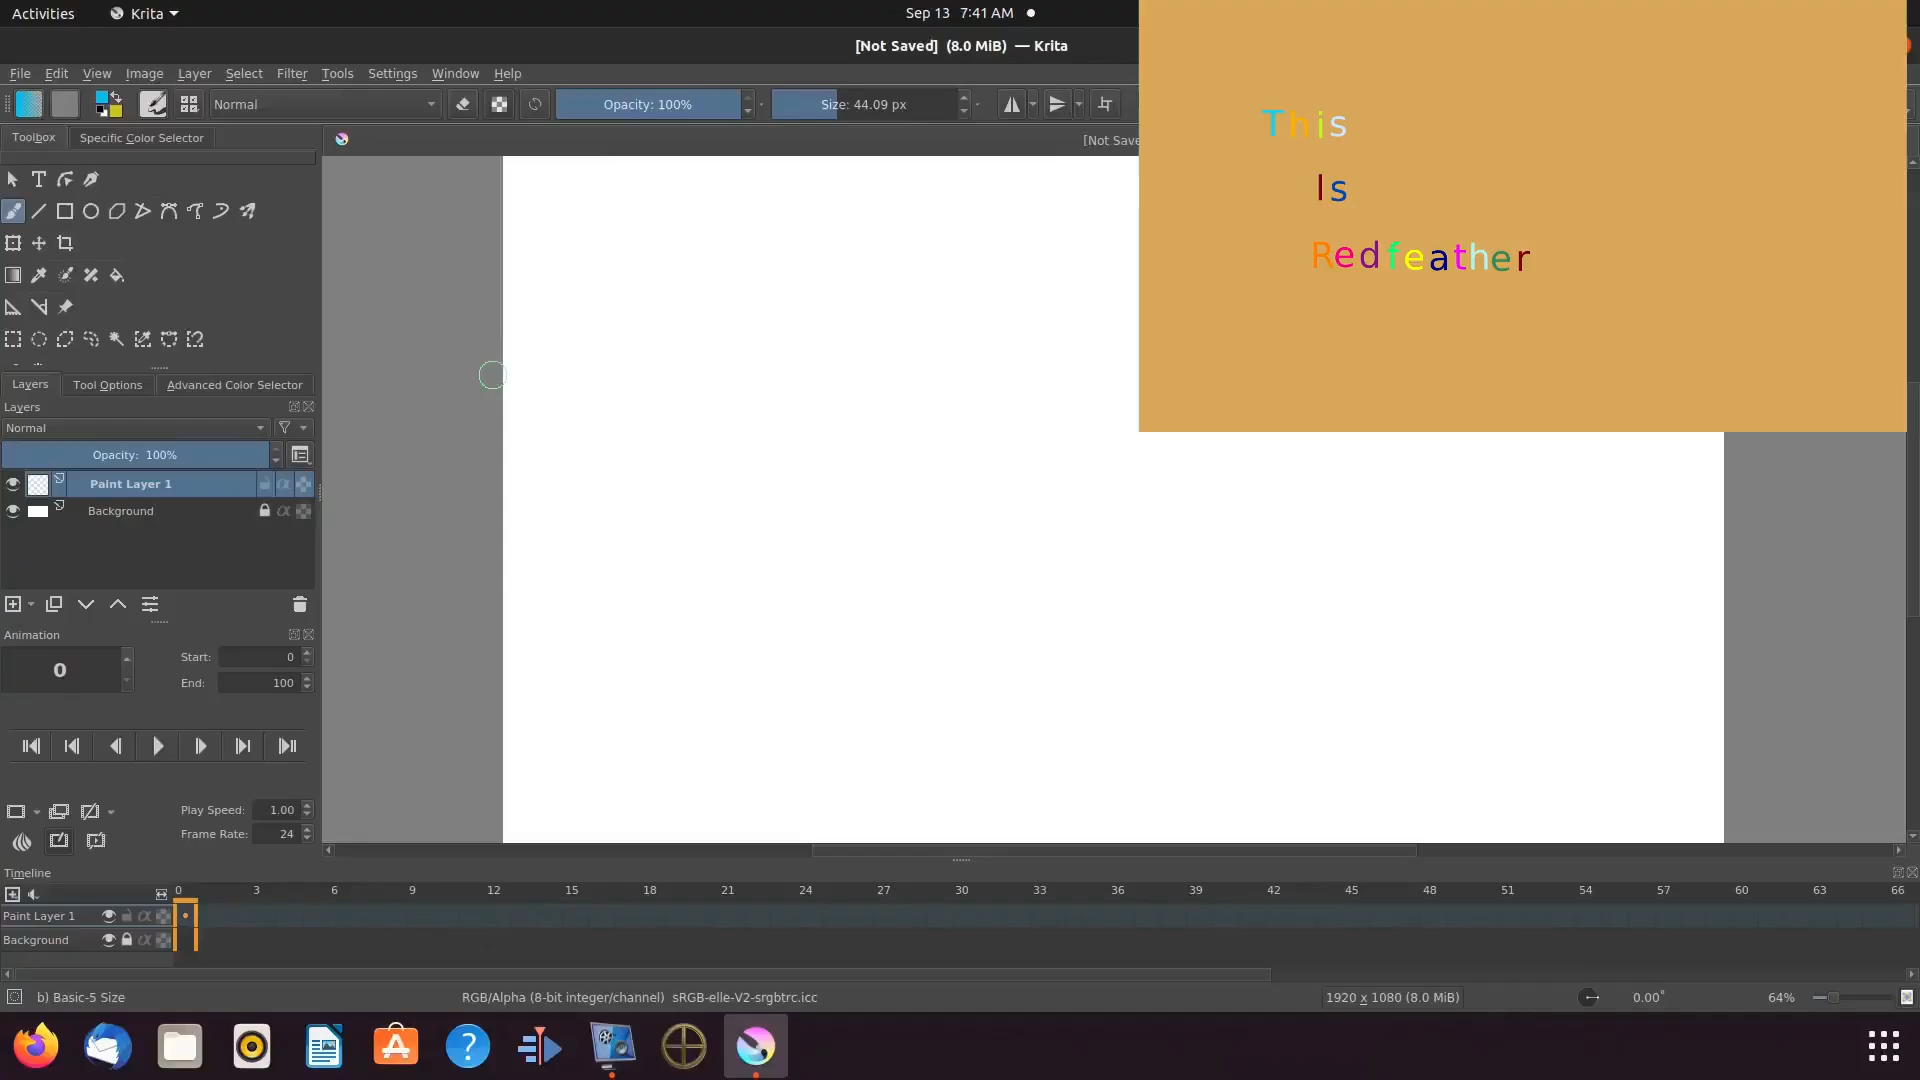 Activities Krita Sep 13 7:41 AM
[Not Saved] (8.0 MiB) — Krita
File Edit View Image Layer Select Filter Tools Settings Window Help
Normal Opacity: 100% Size: 44.09 px
Toolbox Specific Color Selector
[Not Save
This
Is
Redfeather
Layers Tool Options Advanced Color Selector
Layers
Normal
Opacity: 100%
Paint Layer 1
Background
Animation
0 Start: 0
End: 100
Play Speed: 1.00
Frame Rate: 24
Timeline
0 3 6 9 12 15 18 21 24 27 30 33 36 39 42 45 48 51 54 57 60 63 66
Paint Layer 1
Background
b) Basic-5 Size RGB/Alpha (8-bit integer/channel) sRGB-elle-V2-srgbtrc.icc 1920 x 1080 (8.0 MiB) 0.00° 64%